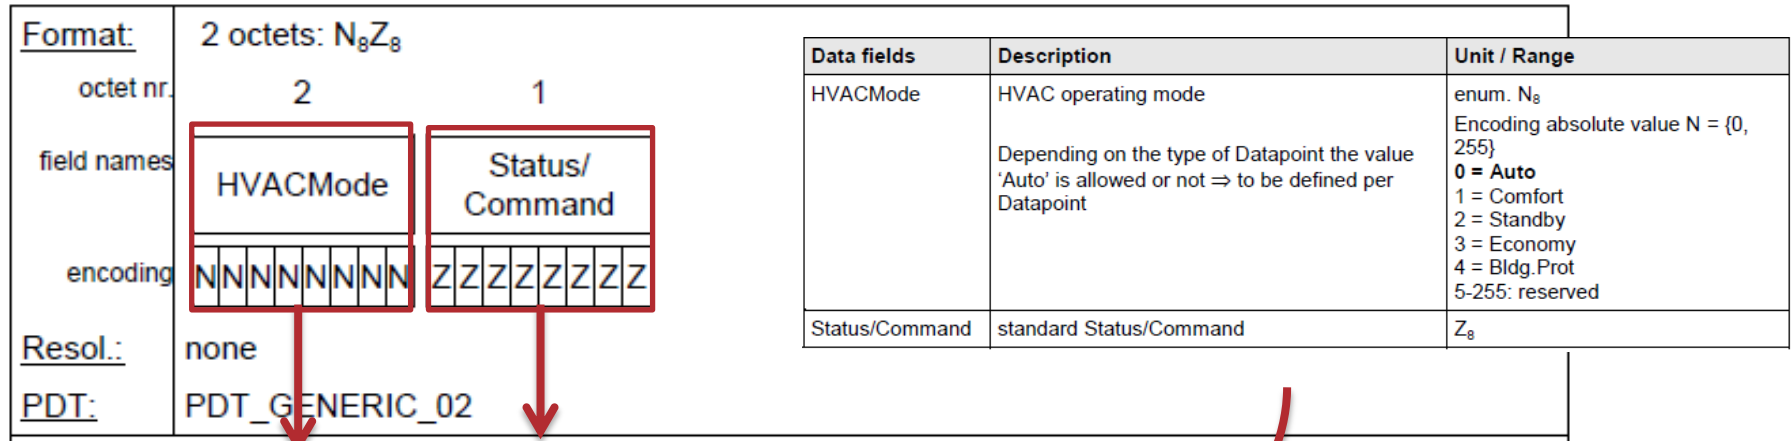 Format: 2 octets: N₈Z₈
octet nr. 2 1
field names HVACMode Status/
Command
encoding N N N N N N N N Z Z Z Z Z Z Z Z
Resol.: none
PDT: PDT_GENERIC_02
Data fields Description Unit / Range
HVACMode HVAC operating mode enum. N₈
Encoding absolute value N = {0,
255}
Depending on the type of Datapoint the value
'Auto' is allowed or not ⇒ to be defined per
Datapoint
0 = Auto
1 = Comfort
2 = Standby
3 = Economy
4 = Bldg.Prot
5-255: reserved
Status/Command standard Status/Command Z₈